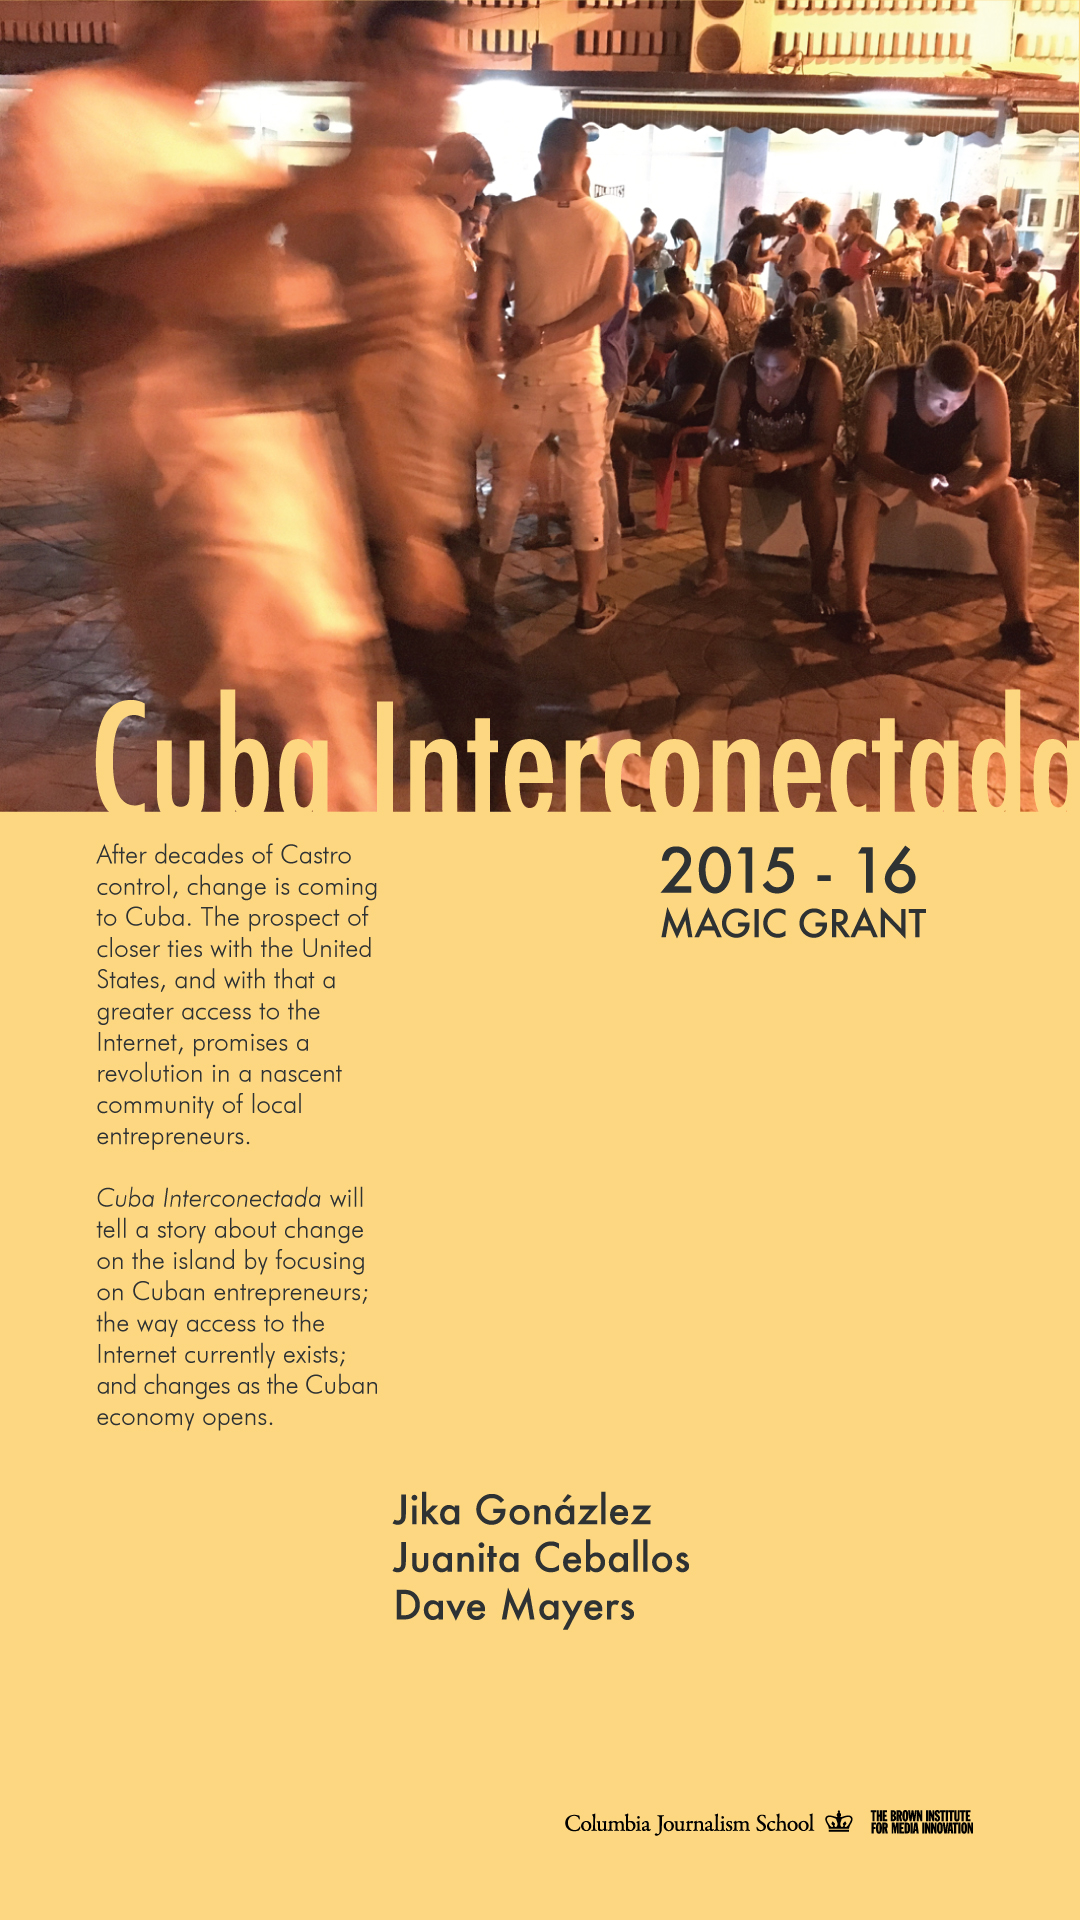 Cuba Interconectada
After decades of Castro
control, change is coming
to Cuba. The prospect of
closer ties with the United
States, and with that a
greater access to the
Internet, promises a
revolution in a nascent
community of local
entrepreneurs.
Cuba Interconectada will
tell a story about change
on the island by focusing
on Cuban entrepreneurs;
the way access to the
Internet currently exists;
and changes as the Cuban
economy opens.
2015 - 16
MAGIC GRANT
Jika Gonázlez
Juanita Ceballos
Dave Mayers
Columbia Journalism School
THE BROWN INSTITUTE
FOR MEDIA INNOVATION